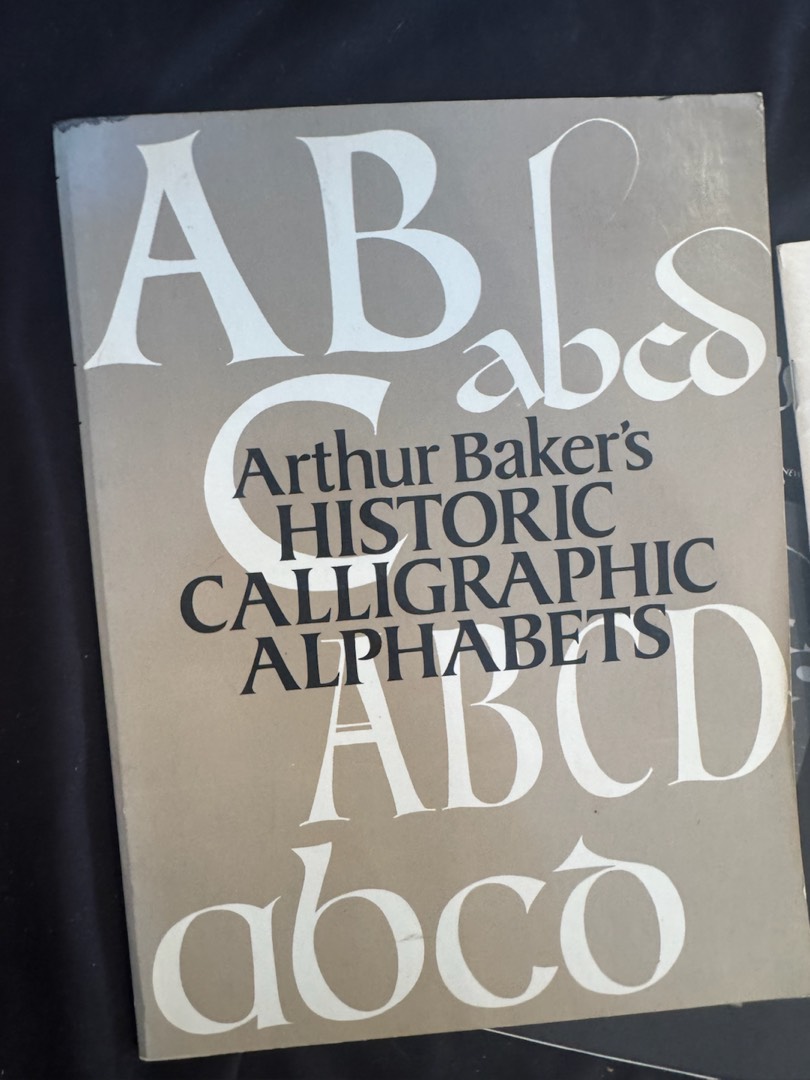 AB
abcd
C
Arthur Baker's
HISTORIC
CALLIGRAPHIC
ALPHABETS
ABCD
abcd